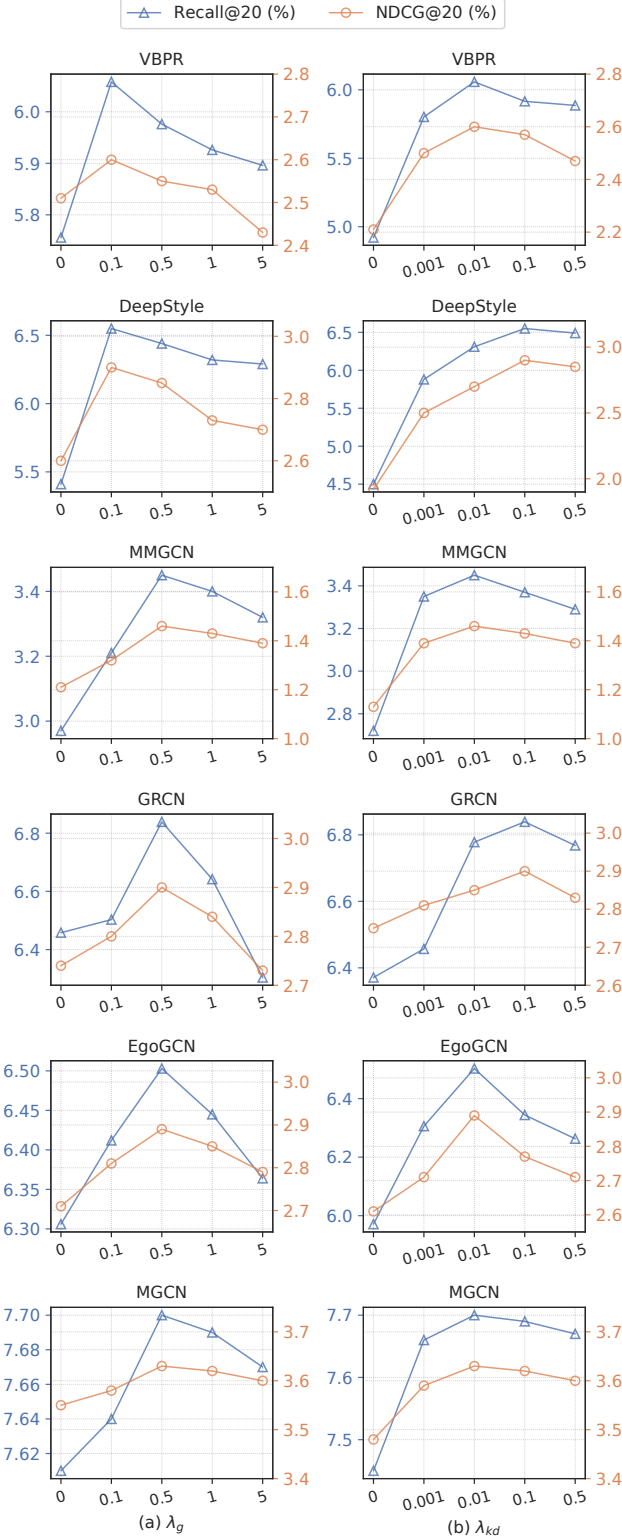 Recall@20 (%) NDCG@20 (%)
VBPR VBPR
6.0 5.9 5.8 2.8 2.7 2.6 2.5 2.4 6.0 5.5 5.0 2.8 2.6 2.4 2.2
0 0.1 0.5 1 5 0 0.001 0.01 0.1 0.5
DeepStyle DeepStyle
6.5 6.0 5.5 3.0 2.8 2.6 6.5 6.0 5.5 5.0 4.5 3.0 2.5 2.0
0 0.1 0.5 1 5 0 0.001 0.01 0.1 0.5
MMGCN MMGCN
3.4 3.2 3.0 1.6 1.4 1.2 1.0 3.4 3.2 3.0 2.8 1.6 1.4 1.2 1.0
0 0.1 0.5 1 5 0 0.001 0.01 0.1 0.5
GRCN GRCN
6.8 6.6 6.4 3.0 2.9 2.8 2.7 6.8 6.6 6.4 3.0 2.9 2.8 2.7 2.6
0 0.1 0.5 1 5 0 0.001 0.01 0.1 0.5
EgoGCN EgoGCN
6.50 6.45 6.40 6.35 6.30 3.0 2.9 2.8 2.7 6.4 6.2 6.0 3.0 2.9 2.8 2.7 2.6
0 0.1 0.5 1 5 0 0.001 0.01 0.1 0.5
MGCN MGCN
7.70 7.68 7.66 7.64 7.62 3.7 3.6 3.5 3.4 7.7 7.6 7.5 3.7 3.6 3.5 3.4
0 0.1 0.5 1 5 0 0.001 0.01 0.1 0.5
(a) λg (b) λkd